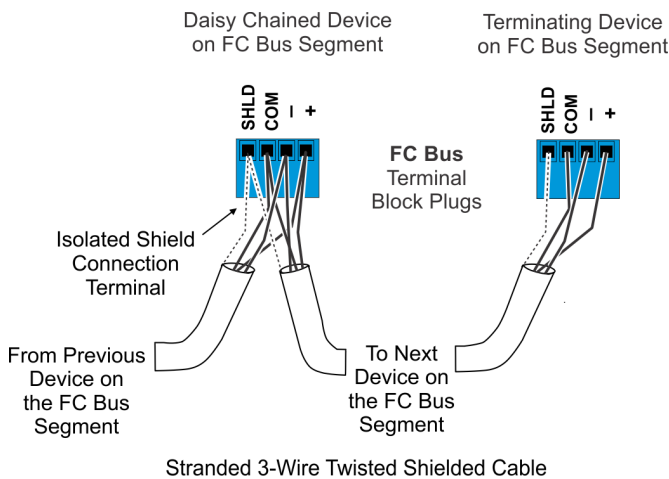 Daisy Chained Device
on FC Bus Segment
Terminating Device
on FC Bus Segment
SHLD
COM
–
+
SHLD
COM
–
+
FC Bus
Terminal
Block Plugs
Isolated Shield
Connection
Terminal
From Previous
Device on
the FC Bus
Segment
To Next
Device on
the FC Bus
Segment
Stranded 3-Wire Twisted Shielded Cable